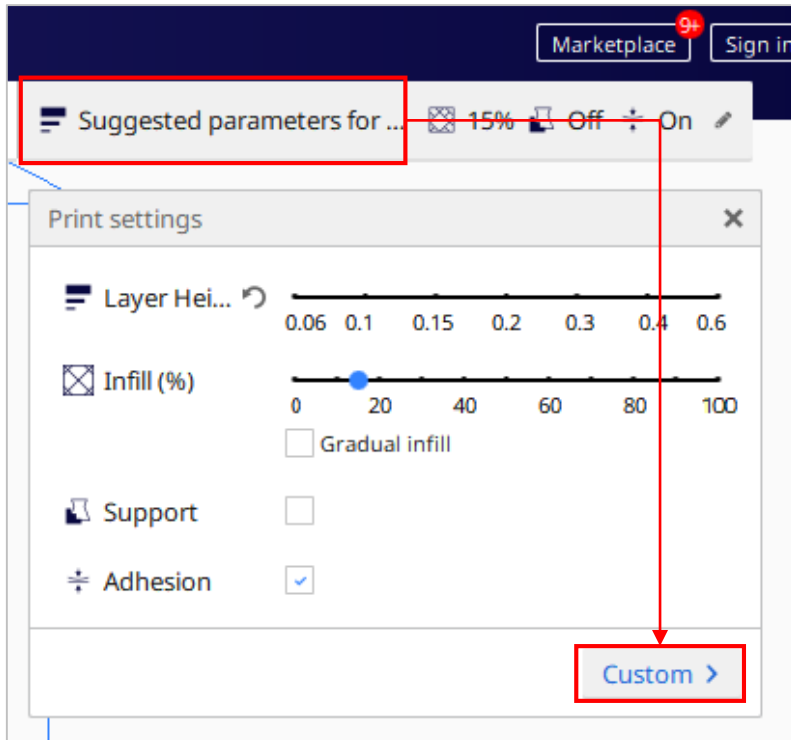 Marketplace 9+ Sign in
Suggested parameters for ... 15% Off On
Print settings
Layer Hei...
0.06 0.1 0.15 0.2 0.3 0.4 0.6
Infill (%)
0 20 40 60 80 100
Gradual infill
Support
Adhesion
Custom